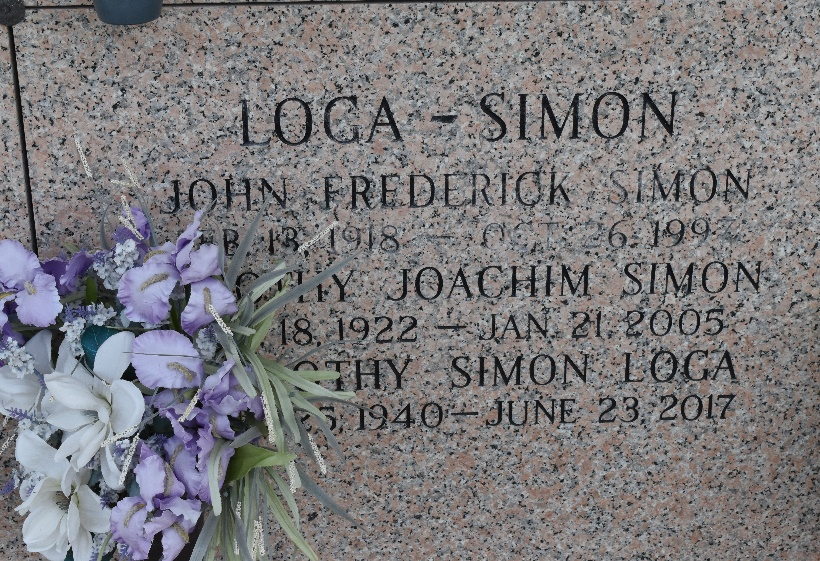 LOGA - SIMON
JOHN FREDERICK SIMON
13, 1918 — OCT. 26, 199
JOACHIM SIMON
18, 1922 — JAN. 21, 2005
SIMON LOGA
1940 — JUNE 23, 2017